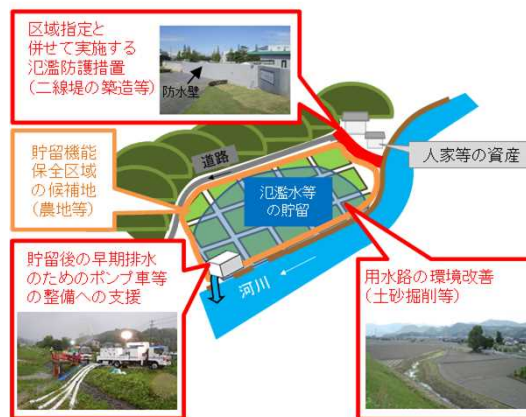 区域指定と
併せて実施する
氾濫防護措置
(二線堤の築造等)
防水壁
道路
人家等の資産
貯留機能
保全区域
の候補地
(農地等)
氾濫水等
の貯留
貯留後の早期排水
のためのポンプ車等
の整備への支援
河川
用水路の環境改善
(土砂掘削等)